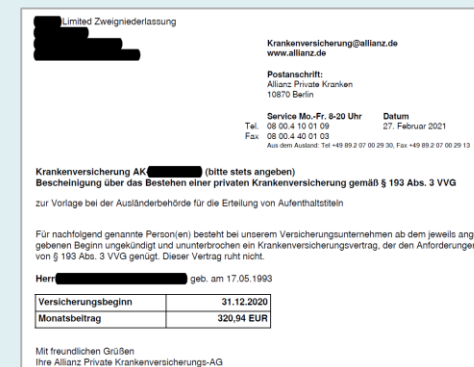 Limited Zweigniederlassung
Krankenversicherung@allianz.de
www.allianz.de
Postanschrift:
Allianz Private Kranken
10870 Berlin
Service Mo.-Fr. 8-20 Uhr Datum
Tel. 08 00.4 10 01 09 27. Februar 2021
Fax 08 00.4 40 01 03
Aus dem Ausland: Tel +49 89.2 07 00 29 30, Fax +49 89.2 07 00 29 13
Krankenversicherung AK (bitte stets angeben)
Bescheinigung über das Bestehen einer privaten Krankenversicherung gemäß § 193 Abs. 3 VVG
zur Vorlage bei der Ausländerbehörde für die Erteilung von Aufenthaltstiteln
Für nachfolgend genannte Person(en) besteht bei unserem Versicherungsunternehmen ab dem jeweils ang
gebenen Beginn ungekündigt und ununterbrochen ein Krankenversicherungsvertrag, der den Anforderungen
von § 193 Abs. 3 VVG genügt. Dieser Vertrag ruht nicht.
Herr geb. am 17.05.1993
Versicherungsbeginn 31.12.2020
Monatsbeitrag 320,94 EUR
Mit freundlichen Grüßen
Ihre Allianz Private Krankenversicherungs-AG